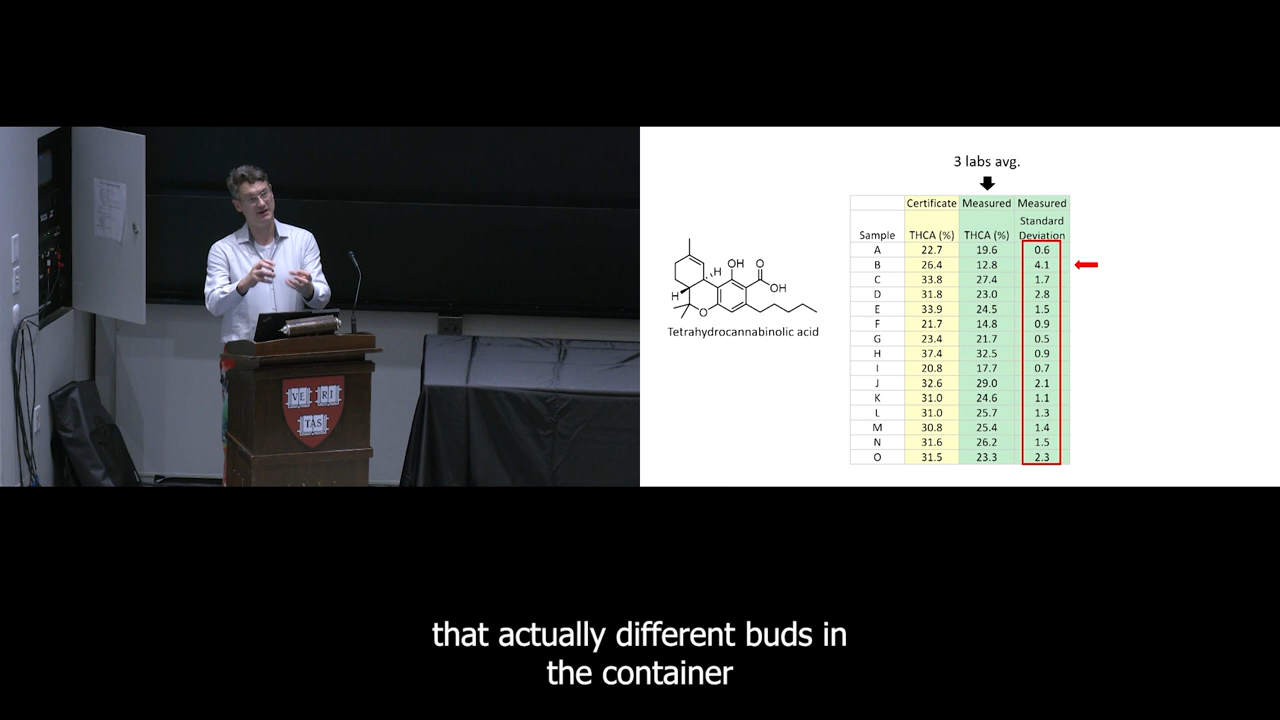 VE RI
TAS
3 labs avg.
Certificate Measured Measured
Sample THCA (%) THCA (%) Standard Deviation
A 22.7 19.6 0.6
B 26.4 12.8 4.1
C 33.8 27.4 1.7
D 31.8 23.0 2.8
E 33.9 24.5 1.5
F 21.7 14.8 0.9
G 23.4 21.7 0.5
H 37.4 32.5 0.9
I 20.8 17.7 0.7
J 32.6 29.0 2.1
K 31.0 24.6 1.1
L 31.0 25.7 1.3
M 30.8 25.4 1.4
N 31.6 26.2 1.5
O 31.5 23.3 2.3
OH
O
H
OH
H
O
Tetrahydrocannabinolic acid
that actually different buds in
the container